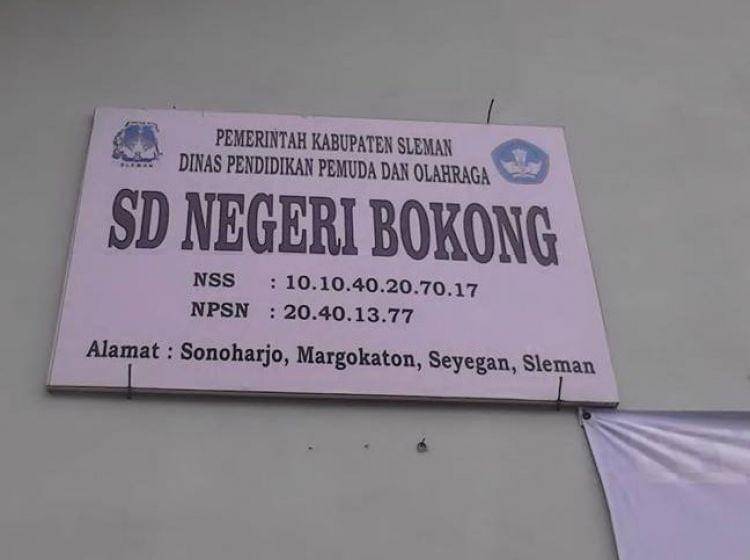 PEMERINTAH KABUPATEN SLEMAN
DINAS PENDIDIKAN PEMUDA DAN OLAHRAGA
SLEMAN
SD NEGERI BOKONG
NSS : 10.10.40.20.70.17
NPSN : 20.40.13.77
Alamat : Sonoharjo, Margokaton, Seyegan, Sleman